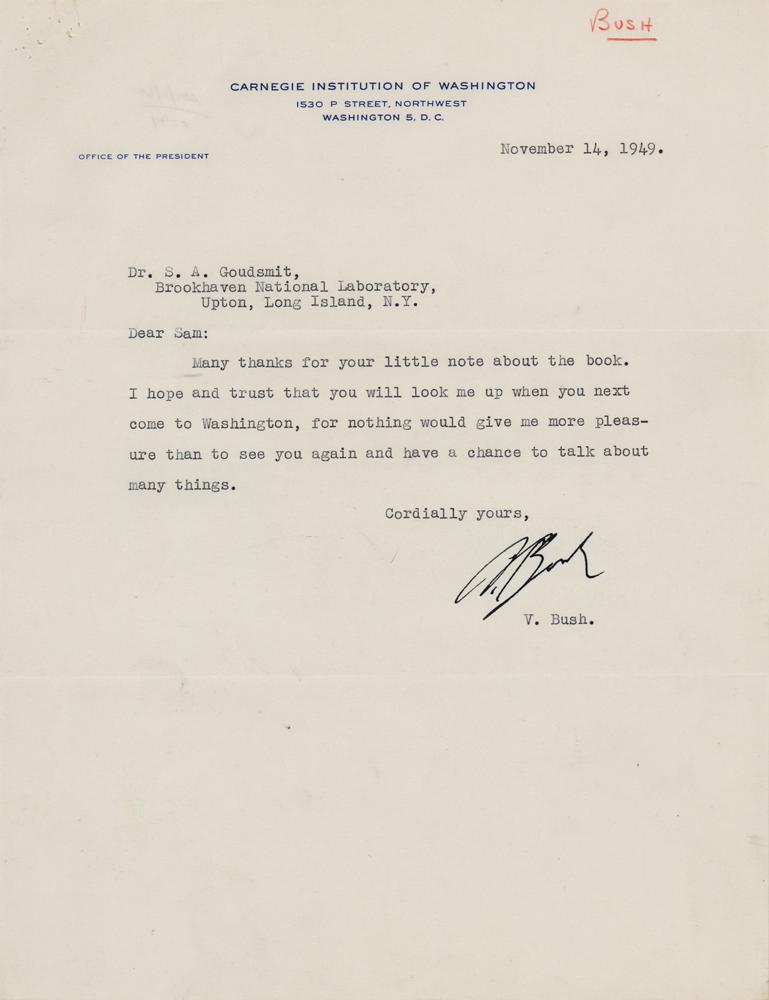 BUSH
CARNEGIE INSTITUTION OF WASHINGTON
1530 P STREET, NORTHWEST
WASHINGTON 5, D. C.
OFFICE OF THE PRESIDENT
November 14, 1949.
Dr. S. A. Goudsmit,
Brookhaven National Laboratory,
Upton, Long Island, N.Y.
Dear Sam:
Many thanks for your little note about the book.
I hope and trust that you will look me up when you next
come to Washington, for nothing would give me more pleas-
ure than to see you again and have a chance to talk about
many things.
Cordially yours,
V. Bush
V. Bush.